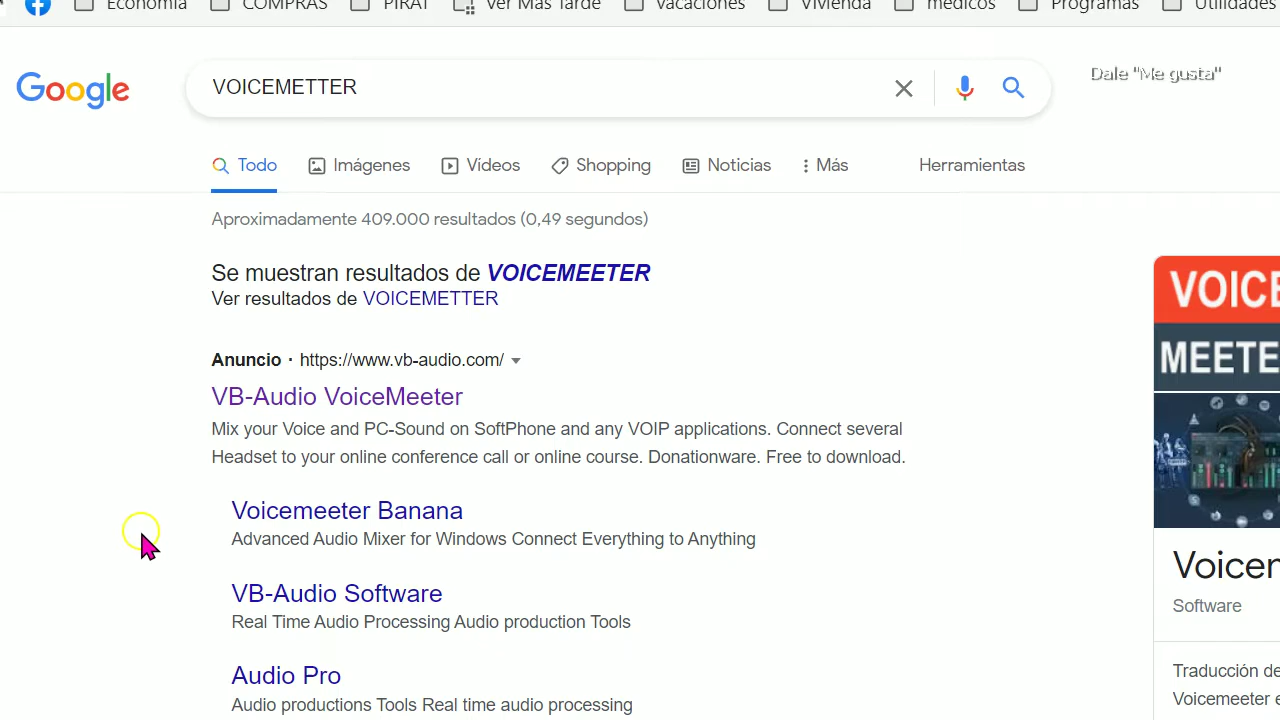 Economía COMPRAS PIRAT Ver Más Tarde Vacaciones Vivienda médicos Programas Utilidades
Google VOICEMETTER Dale "Me gusta"
Todo Imágenes Vídeos Shopping Noticias Más Herramientas
Aproximadamente 409.000 resultados (0,49 segundos)
Se muestran resultados de VOICEMEETER
Ver resultados de VOICEMETTER
Anuncio · https://www.vb-audio.com/
VB-Audio VoiceMeeter
Mix your Voice and PC-Sound on SoftPhone and any VOIP applications. Connect several
Headset to your online conference call or online course. Donationware. Free to download.
Voicemeeter Banana
Advanced Audio Mixer for Windows Connect Everything to Anything
VB-Audio Software
Real Time Audio Processing Audio production Tools
Audio Pro
Audio productions Tools Real time audio processing
VOICE
MEETE
Voicem
Software
Traducción de
Voicemeeter e